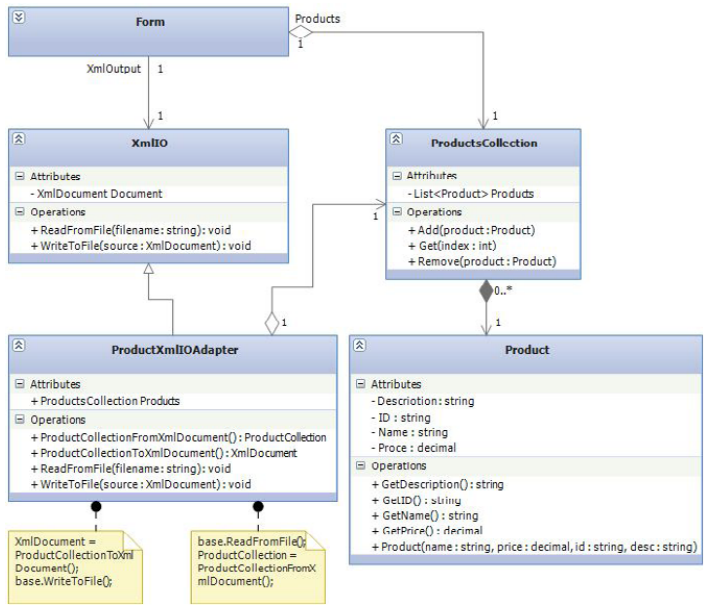 Form
Products
1
XmlOutput 1
1
1
XmlIO
Attributes
- XmlDocument Document
Operations
+ ReadFromFile(filename : string) : void
+ WriteToFile(source : XmlDocument) : void
ProductsCollection
Attributes
- List<Product> Products
Operations
+ Add(product : Product)
+ Get(index : int)
+ Remove(product : Product)
1
1
0..*
1
ProductXmlIOAdapter
Attributes
+ ProductsCollection Products
Operations
+ ProductCollectionFromXmlDocument() : ProductCollection
+ ProductCollectionToXmlDocument() : XmlDocument
+ ReadFromFile(filename : string) : void
+ WriteToFile(source : XmlDocument) : void
Product
Attributes
- Descriotion : string
- ID : string
- Name : string
- Proce : decimal
Operations
+ GetDescription() : string
+ GetID() : string
+ GetName() : string
+ GetPrice() : decimal
+ Product(name : string, price : decimal, id : string, desc : string)
XmlDocument =
ProductCollectionToXml
Document();
base.WriteToFile();
base.ReadFromFile();
ProductCollection =
ProductCollectionFromX
mlDocument();